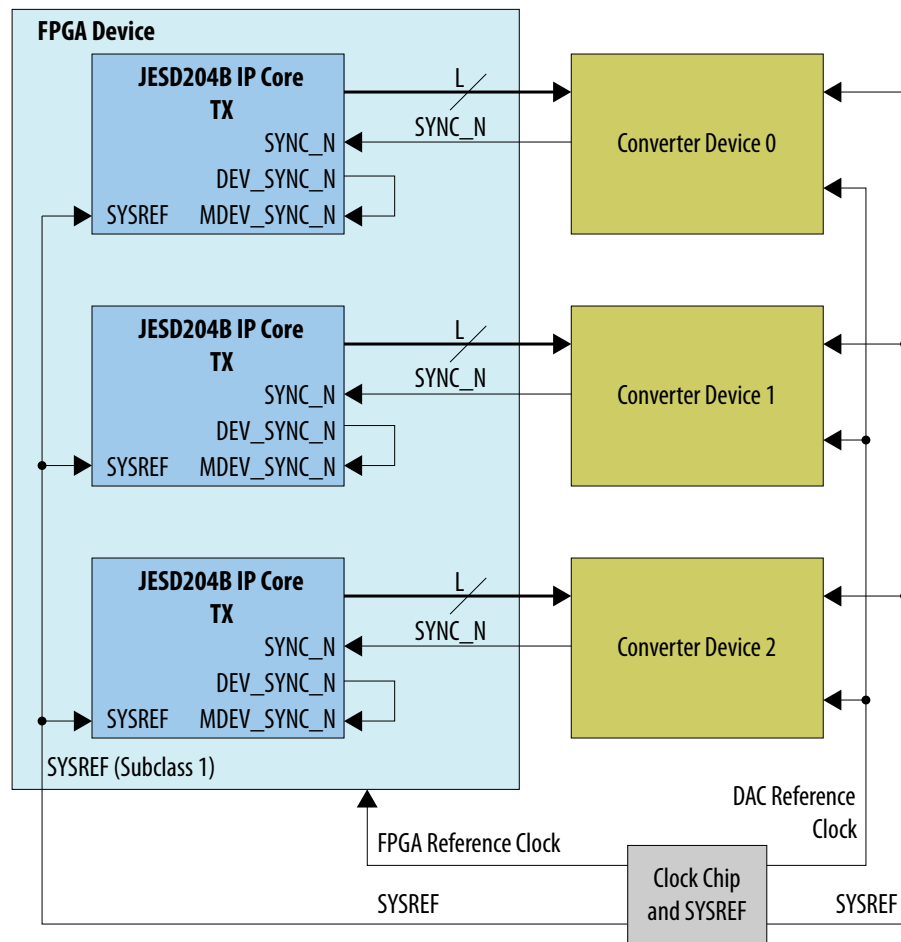 FPGA Device
JESD204B IP Core
TX
L
SYNC_N
SYNC_N
DEV_SYNC_N
SYSREF
MDEV_SYNC_N
Converter Device 0
JESD204B IP Core
TX
L
SYNC_N
SYNC_N
DEV_SYNC_N
SYSREF
MDEV_SYNC_N
Converter Device 1
JESD204B IP Core
TX
L
SYNC_N
SYNC_N
DEV_SYNC_N
SYSREF
MDEV_SYNC_N
Converter Device 2
SYSREF (Subclass 1)
DAC Reference
Clock
FPGA Reference Clock
Clock Chip
and SYSREF
SYSREF
SYSREF